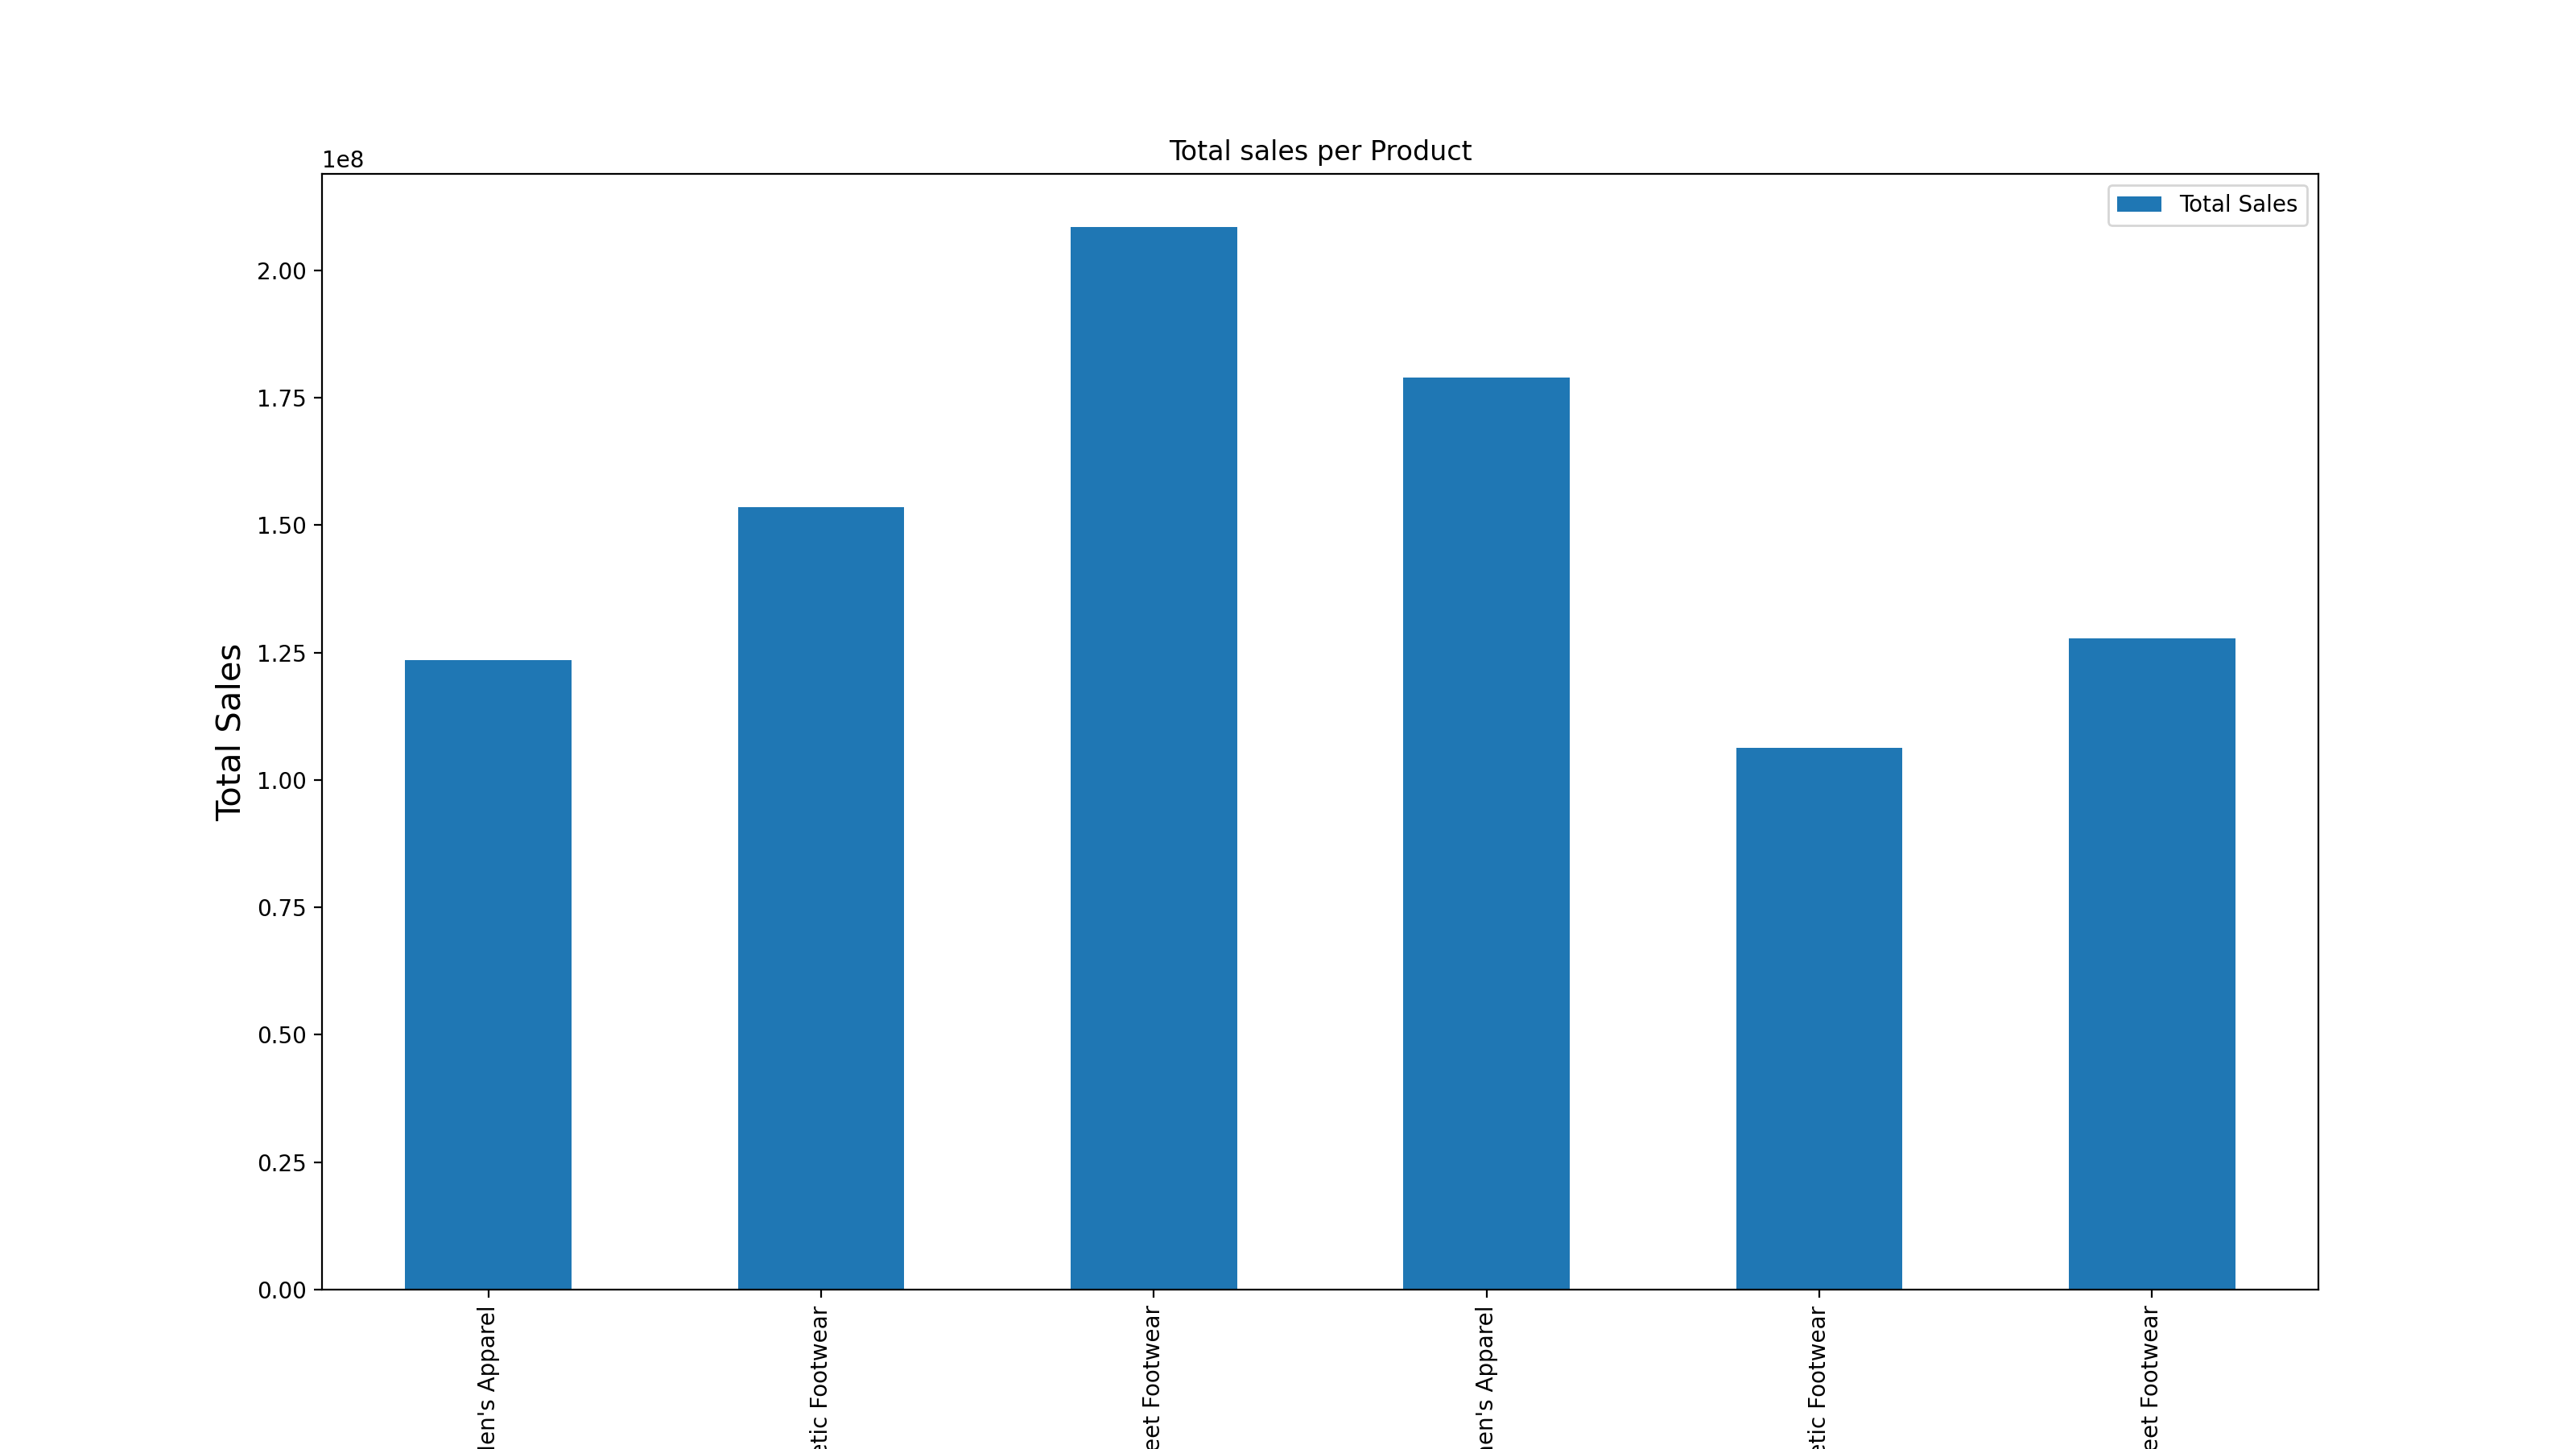 Total sales per Product
1e8
Total Sales
2.00
1.75
1.50
1.25
1.00
0.75
0.50
0.25
0.00
Total Sales
Apparel
Footwear
Footwear
Apparel
Footwear
Footwear